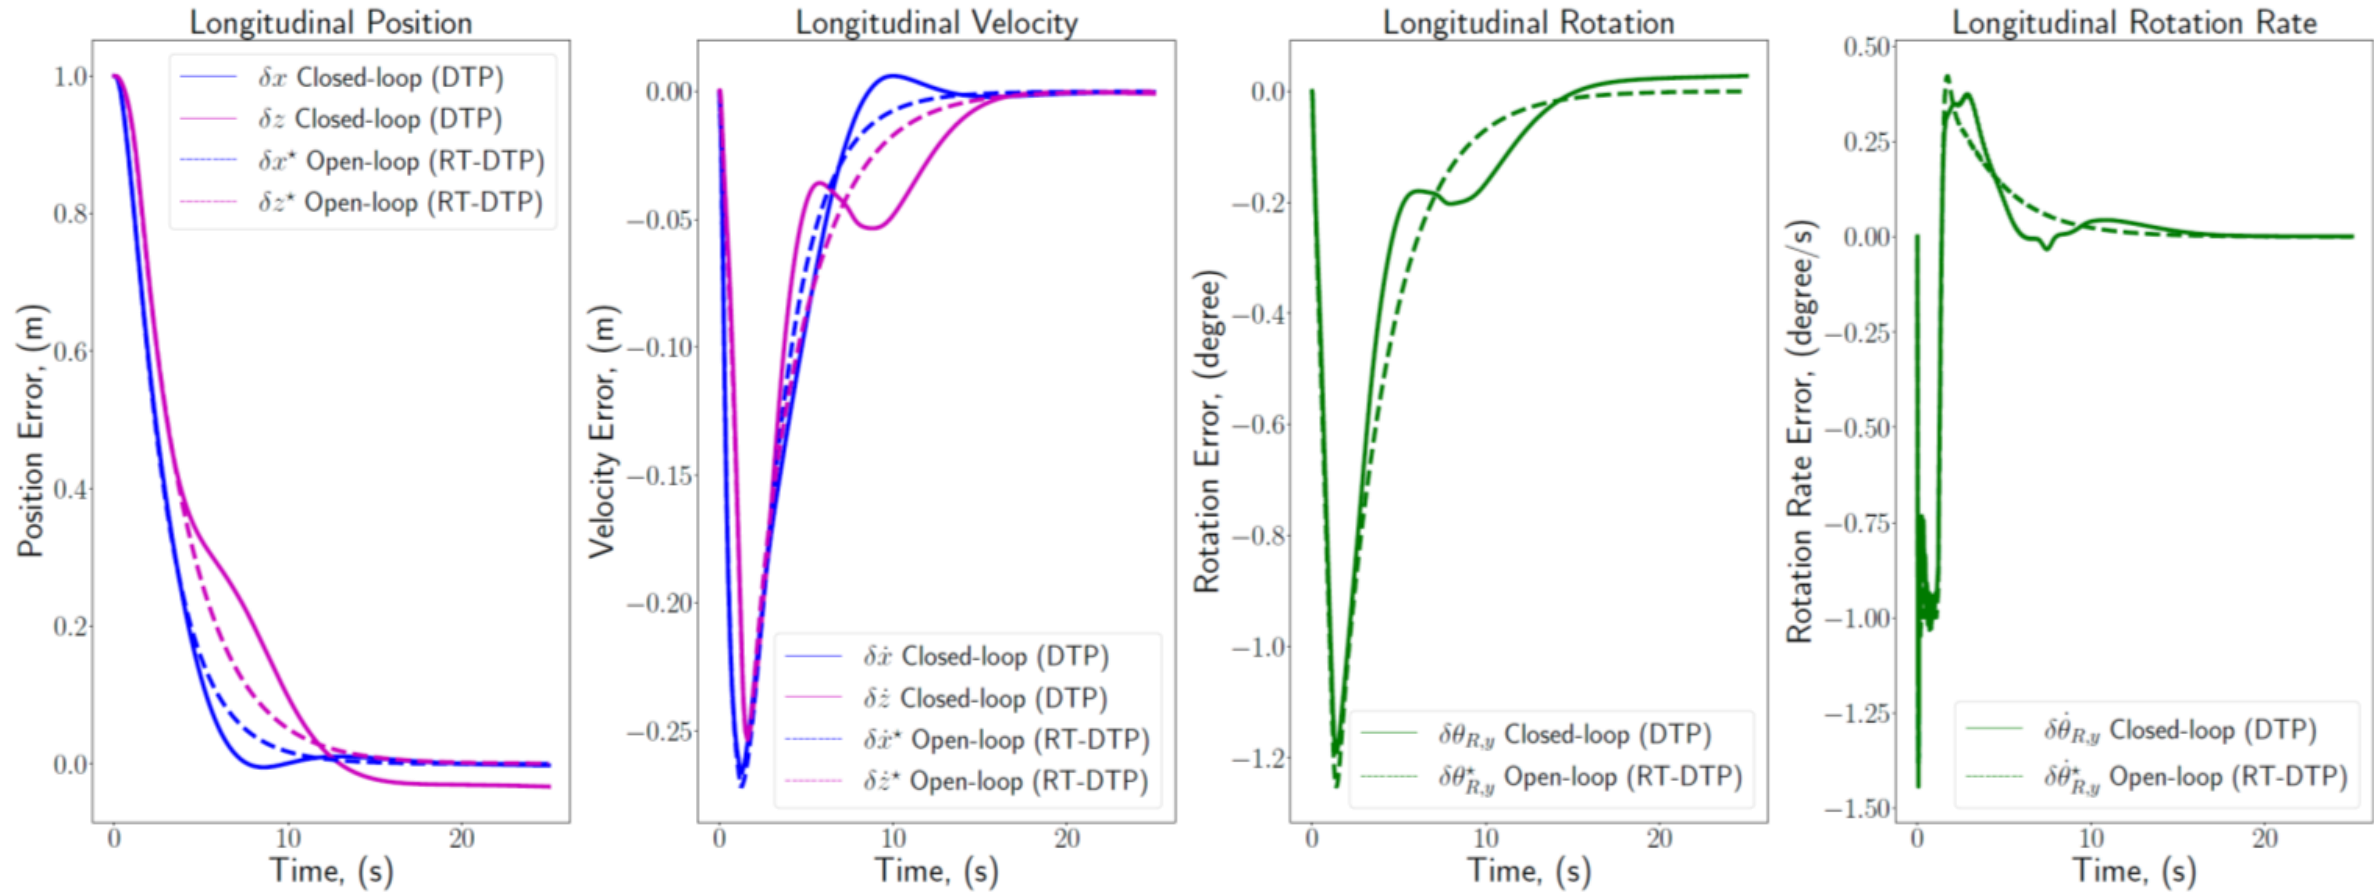 Longitudinal Position
1.0
0.8
0.6
0.4
0.2
0.0
Position Error, (m)
δx Closed-loop (DTP)
δz Closed-loop (DTP)
δx⋆ Open-loop (RT-DTP)
δz⋆ Open-loop (RT-DTP)
0 10 20
Time, (s)
Longitudinal Velocity
0.00
−0.05
−0.10
−0.15
−0.20
−0.25
Velocity Error, (m)
δẋ Closed-loop (DTP)
δż Closed-loop (DTP)
δẋ⋆ Open-loop (RT-DTP)
δż⋆ Open-loop (RT-DTP)
0 10 20
Time, (s)
Longitudinal Rotation
0.0
−0.2
−0.4
−0.6
−0.8
−1.0
−1.2
Rotation Error, (degree)
δθ_{R,y} Closed-loop (DTP)
δθ⋆_{R,y} Open-loop (RT-DTP)
0 10 20
Time, (s)
Longitudinal Rotation Rate
0.50
0.25
0.00
−0.25
−0.50
−0.75
−1.00
−1.25
−1.50
Rotation Rate Error, (degree/s)
δθ̇_{R,y} Closed-loop (DTP)
δθ̇⋆_{R,y} Open-loop (RT-DTP)
0 10 20
Time, (s)